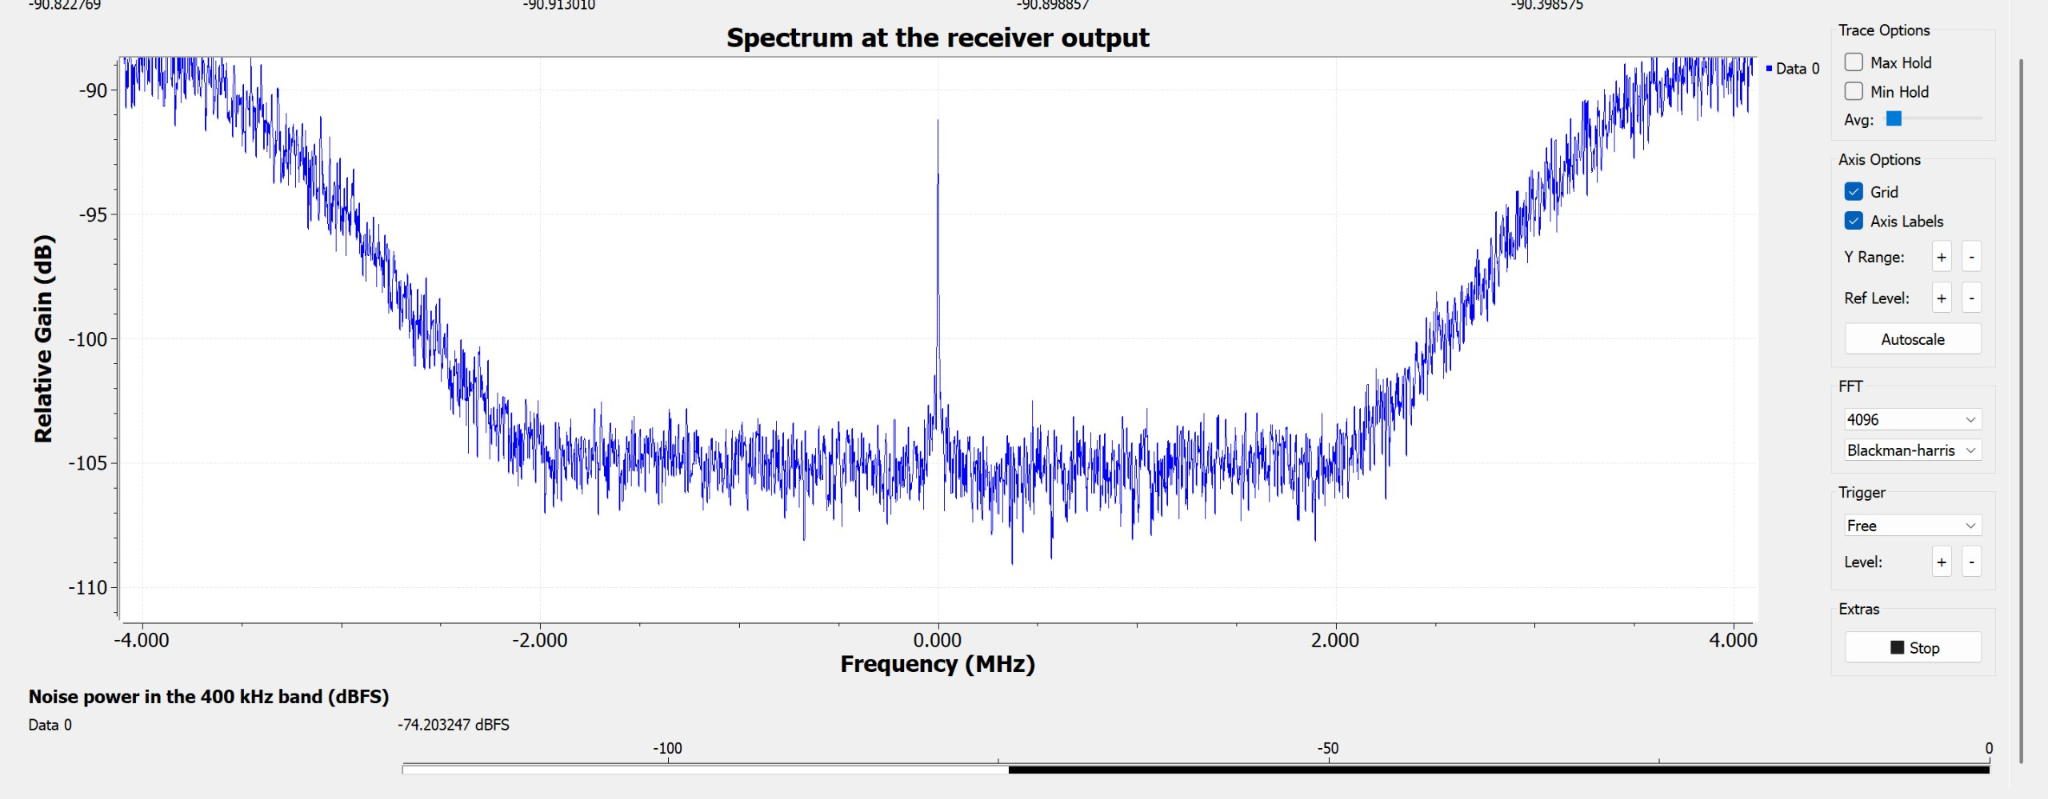 -90.822769 -90.913010 -90.898857 -90.398575
Spectrum at the receiver output
Data 0
Relative Gain (dB)
-90
-95
-100
-105
-110
-4.000 -2.000 0.000 2.000 4.000
Frequency (MHz)
Trace Options
Max Hold
Min Hold
Avg:
Axis Options
Grid
Axis Labels
Y Range: + -
Ref Level: + -
Autoscale
FFT
4096
Blackman-harris
Trigger
Free
Level: + -
Extras
Stop
Noise power in the 400 kHz band (dBFS)
Data 0 -74.203247 dBFS
-100 -50 0